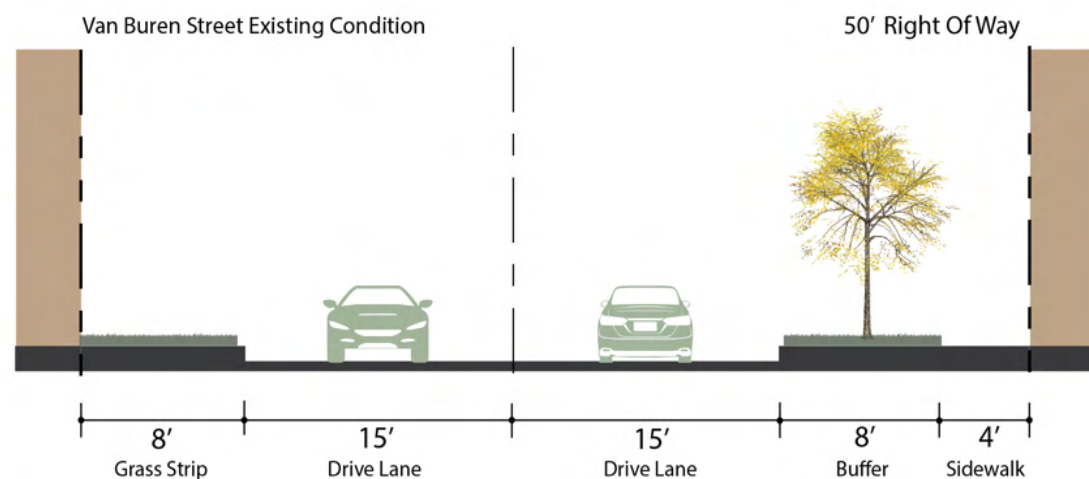 Van Buren Street Existing Condition
50' Right Of Way
8'
15'
15'
8'
4'
Grass Strip
Drive Lane
Drive Lane
Buffer
Sidewalk